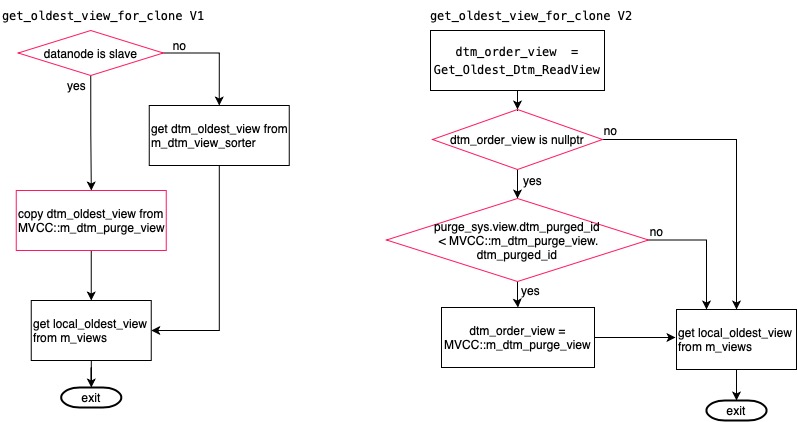 get_oldest_view_for_clone V1
datanode is slave
no
yes
get dtm_oldest_view from
m_dtm_view_sorter
copy dtm_oldest_view from
MVCC::m_dtm_purge_view
get local_oldest_view
from m_views
exit
get_oldest_view_for_clone V2
dtm_order_view =
Get_Oldest_Dtm_ReadView
dtm_order_view is nullptr
no
yes
purge_sys.view.dtm_purged_id
< MVCC::m_dtm_purge_view.
dtm_purged_id
no
yes
dtm_order_view =
MVCC::m_dtm_purge_view
get local_oldest_view
from m_views
exit